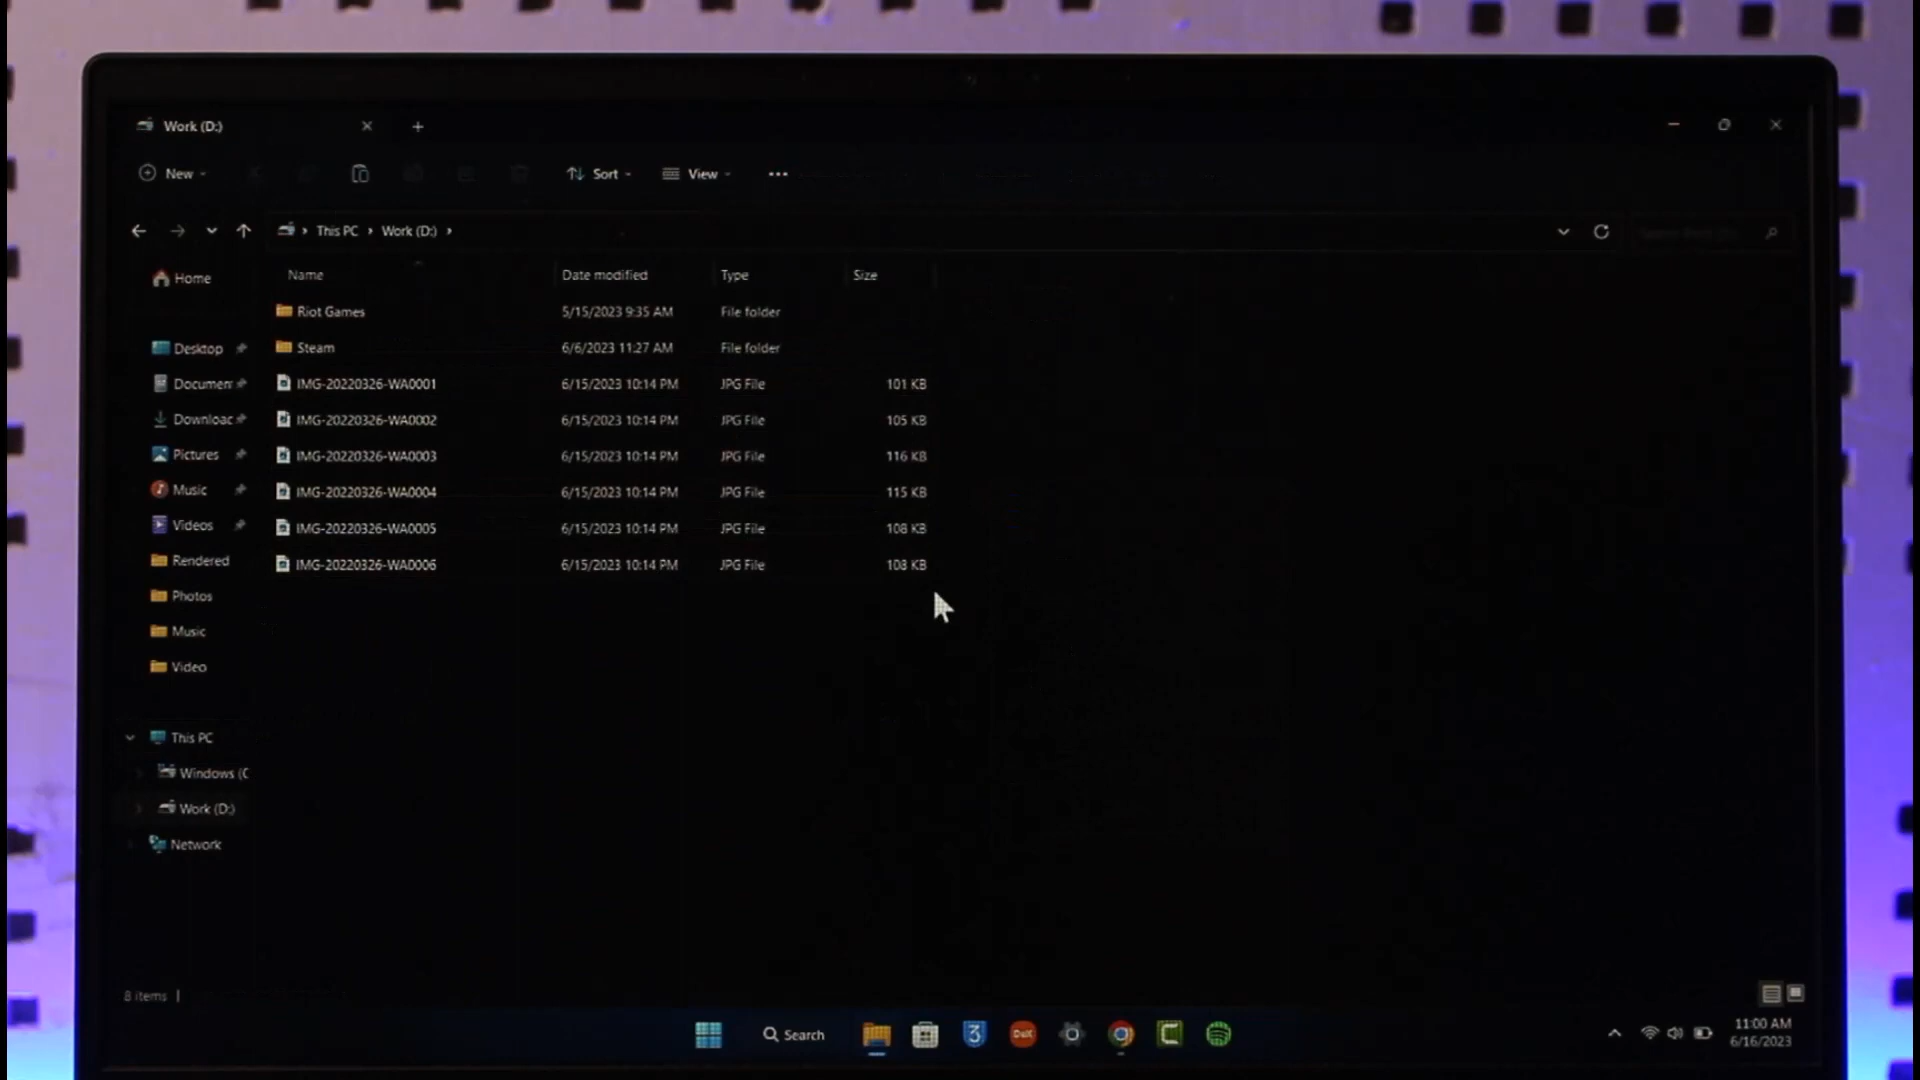 Work (D:)
New
Sort
View
This PC › Work (D:) ›
Home
Name Date modified Type Size
Riot Games 5/15/2023 9:35 AM File folder
Desktop Steam 6/6/2023 11:27 AM File folder
Documen IMG-20220326-WA0001 6/15/2023 10:14 PM JPG File 101 KB
Downloac IMG-20220326-WA0002 6/15/2023 10:14 PM JPG File 105 KB
Pictures IMG-20220326-WA0003 6/15/2023 10:14 PM JPG File 116 KB
Music IMG-20220326-WA0004 6/15/2023 10:14 PM JPG File 115 KB
Videos IMG-20220326-WA0005 6/15/2023 10:14 PM JPG File 108 KB
Rendered IMG-20220326-WA0006 6/15/2023 10:14 PM JPG File 108 KB
Photos
Music
Video
This PC
Windows (C
Work (D:)
Network
8 items
Search
3
11:00 AM
6/16/2023